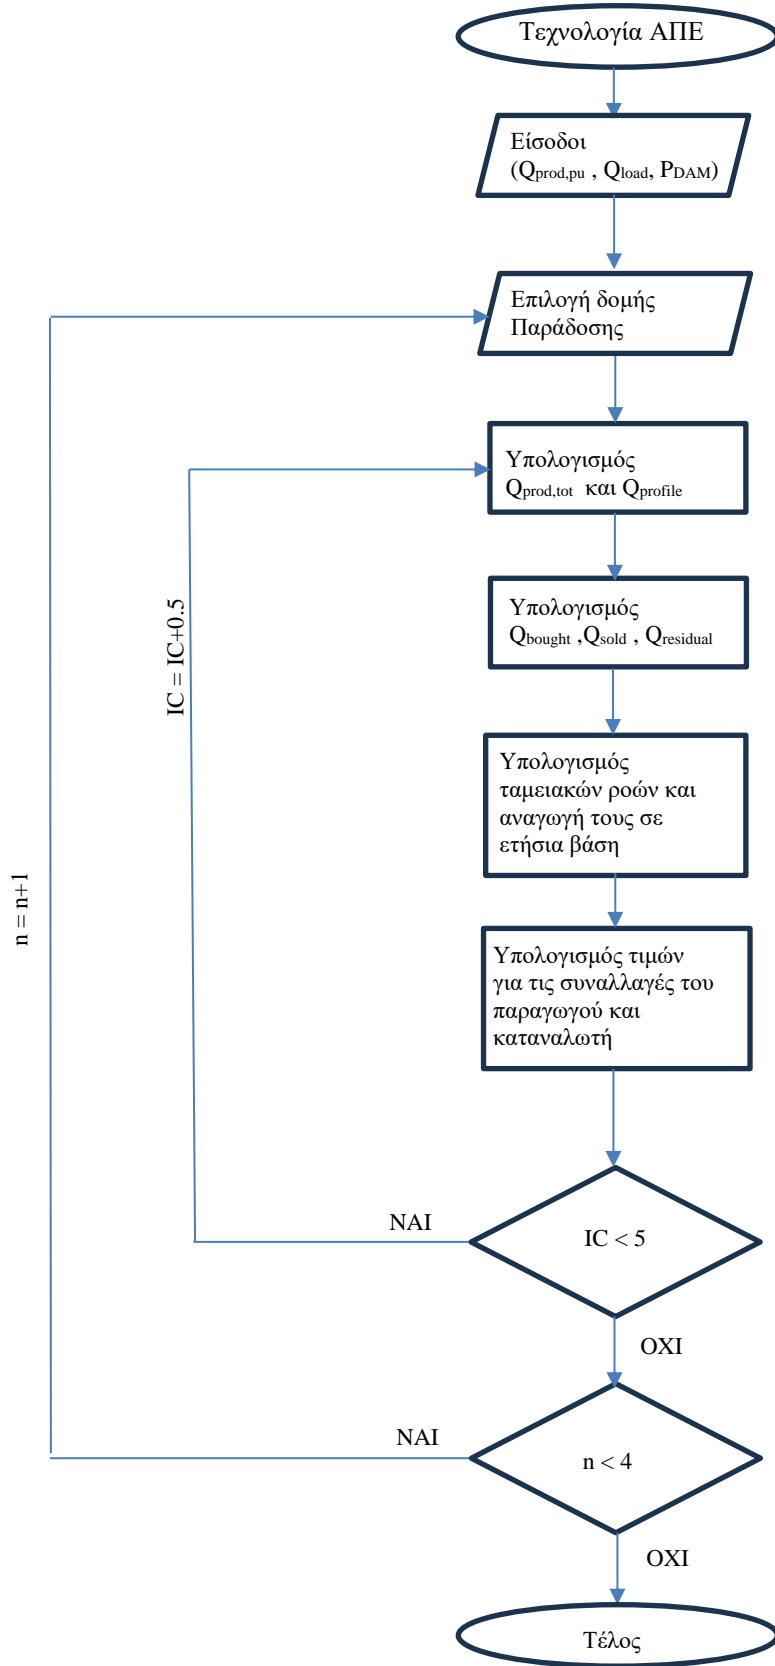 Τεχνολογία ΑΠΕ
Είσοδοι
(Qprod,pu , Qload, PDAM)
Επιλογή δομής
Παράδοσης
Υπολογισμός
Qprod,tot και Qprofile
Υπολογισμός
Qbought ,Qsold , Qresidual
IC = IC+0.5
Υπολογισμός
ταμειακών ροών και
αναγωγή τους σε
ετήσια βάση
n = n+1
Υπολογισμός τιμών
για τις συναλλαγές του
παραγωγού και
καταναλωτή
ΝΑΙ
IC < 5
ΟΧΙ
ΝΑΙ
n < 4
ΟΧΙ
Τέλος